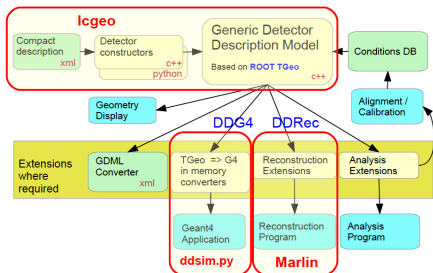 lcgeo
Compact
description
xml
Detector
constructors
c++
python
Generic Detector
Description Model
Based on ROOT TGeo
c++
Conditions DB
Geometry
Display
DDG4
DDRec
Alignment /
Calibration
Extensions
where
required
GDML
Converter
xml
TGeo => G4
in memory
converters
Reconstruction
Extensions
Analysis
Extensions
Geant4
Application
Reconstruction
Program
Analysis
Program
ddsim.py
Marlin